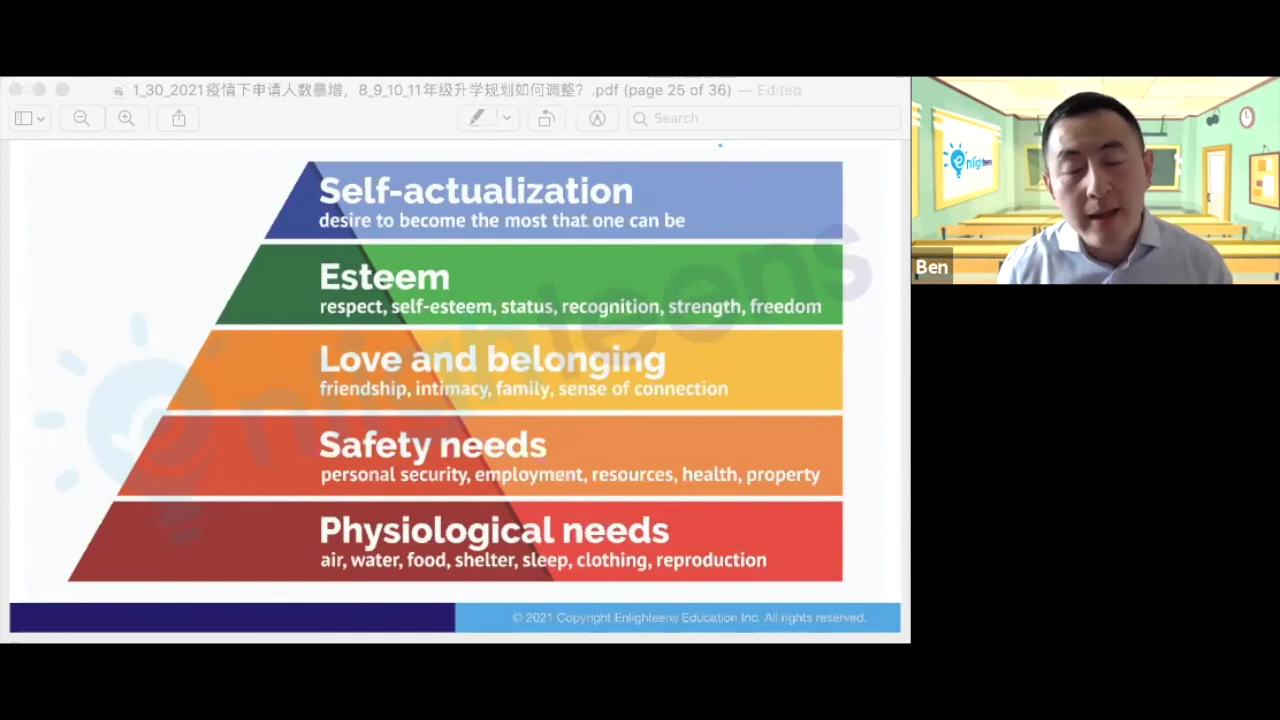 1_30_2021疫情下申请人数暴增，8_9_10_11年级升学规划如何调整？.pdf (page 25 of 36) — Edited
Search
Self-actualization
desire to become the most that one can be
Esteem
respect, self-esteem, status, recognition, strength, freedom
Love and belonging
friendship, intimacy, family, sense of connection
Safety needs
personal security, employment, resources, health, property
Physiological needs
air, water, food, shelter, sleep, clothing, reproduction
enlighteens
© 2021 Copyright Enlighteens Education Inc. All rights reserved.
enlighteens
Ben